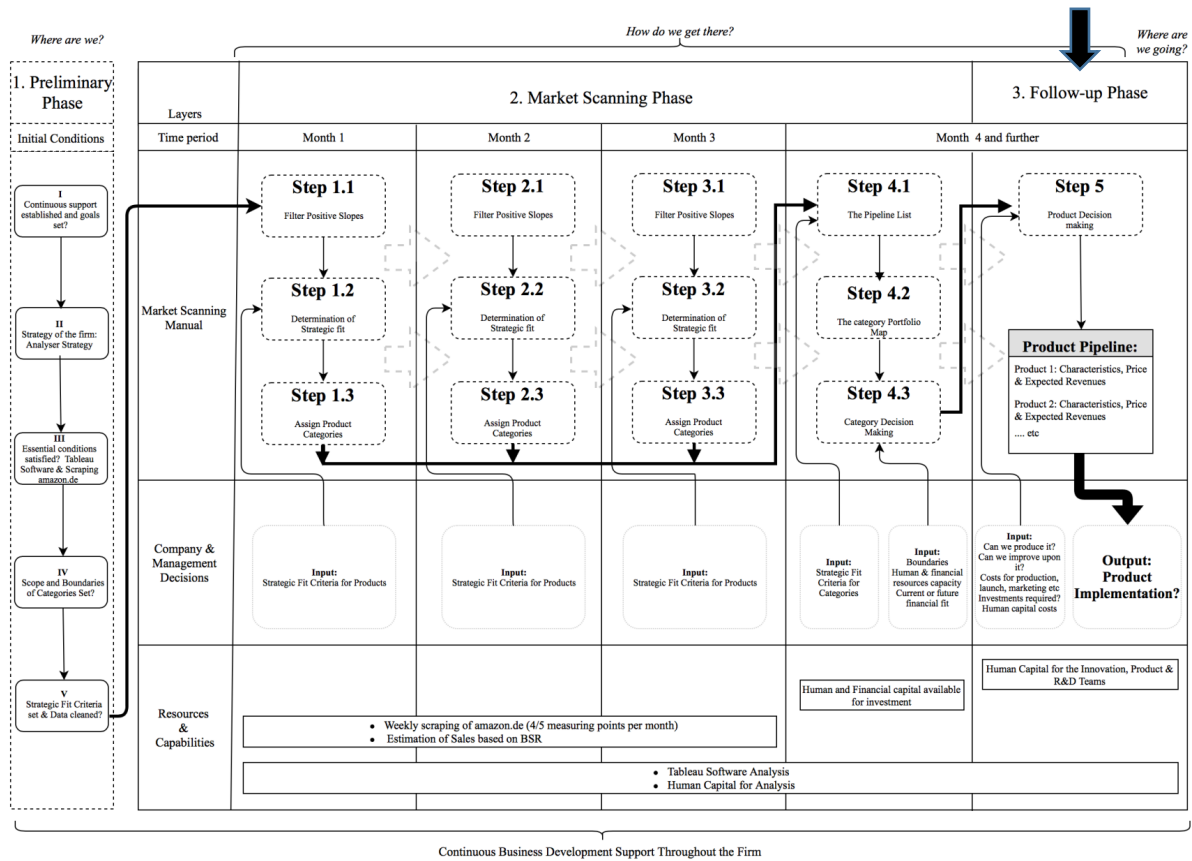 Where are we?
How do we get there?
Where are
we going?
1. Preliminary
Phase
Layers
2. Market Scanning Phase
3. Follow-up Phase
Initial Conditions
Time period
Month 1
Month 2
Month 3
Month 4 and further
I
Continuous support
established and goals
set?
II
Strategy of the firm:
Analyser Strategy
III
Essential conditions
satisfied? Tableau
Software & Scraping
amazon.de
IV
Scope and Boundaries
of Categories Set?
V
Strategic Fit Criteria
set & Data cleaned?
Market Scanning
Manual
Step 1.1
Filter Positive Slopes
Step 1.2
Determination of
Strategic fit
Step 1.3
Assign Product
Categories
Step 2.1
Filter Positive Slopes
Step 2.2
Determination of
Strategic fit
Step 2.3
Assign Product
Categories
Step 3.1
Filter Positive Slopes
Step 3.2
Determination of
Strategic fit
Step 3.3
Assign Product
Categories
Step 4.1
The Pipeline List
Step 4.2
The category Portfolio
Map
Step 4.3
Category Decision
Making
Step 5
Product Decision
making
Product Pipeline:
Product 1: Characteristics, Price
& Expected Revenues
Product 2: Characteristics, Price
& Expected Revenues
.... etc
Company &
Management
Decisions
Input:
Strategic Fit Criteria for Products
Input:
Strategic Fit Criteria for Products
Input:
Strategic Fit Criteria for Products
Input:
Strategic Fit
Criteria for
Categories
Input:
Boundaries
Human & financial
resources capacity
Current or future
financial fit
Input:
Can we produce it?
Can we improve upon
it?
Costs for production,
launch, marketing etc
Investments required?
Human capital costs
Output:
Product
Implementation?
Resources
&
Capabilities
Human and Financial capital available
for investment
Human Capital for the Innovation, Product &
R&D Teams
• Weekly scraping of amazon.de (4/5 measuring points per month)
• Estimation of Sales based on BSR
• Tableau Software Analysis
• Human Capital for Analysis
Continuous Business Development Support Throughout the Firm